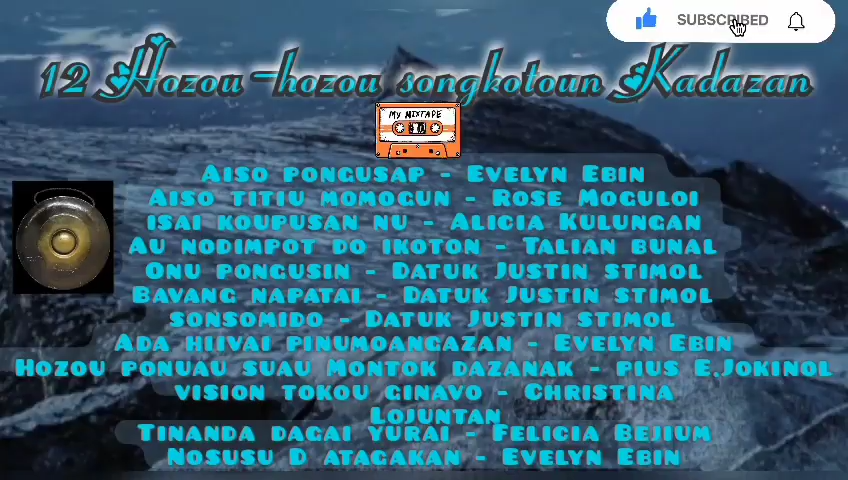 SUBSCRIBED
12 Hozou-hozou songkotoun Kadazan
MY MIXTAPE
AISO PONGUSAP - EVELYN EBIN
AISO TITIU MOMOGUN - ROSE MOGULOI
ISAI KOUPUSAN NU - ALICIA KULUNGAN
AU NODIMPOT DO IKOTON - TALIAN BUNAL
ONU PONGUSIN - DATUK JUSTIN STIMOL
BAVANG NAPATAI - DATUK JUSTIN STIMOL
SONSOMIDO - DATUK JUSTIN STIMOL
ADA HIIVAI PINUMOANGAZAN - EVELYN EBIN
HOZOU PONUAU SUAU MONTOK DAZANAK - PIUS E.JOKINOL
VISION TOKOU GINAVO - CHRISTINA
LOJUNTAN
TINANDA DAGAI YURAI - FELICIA BEJIUM
NOSUSU D ATAGAKAN - EVELYN EBIN